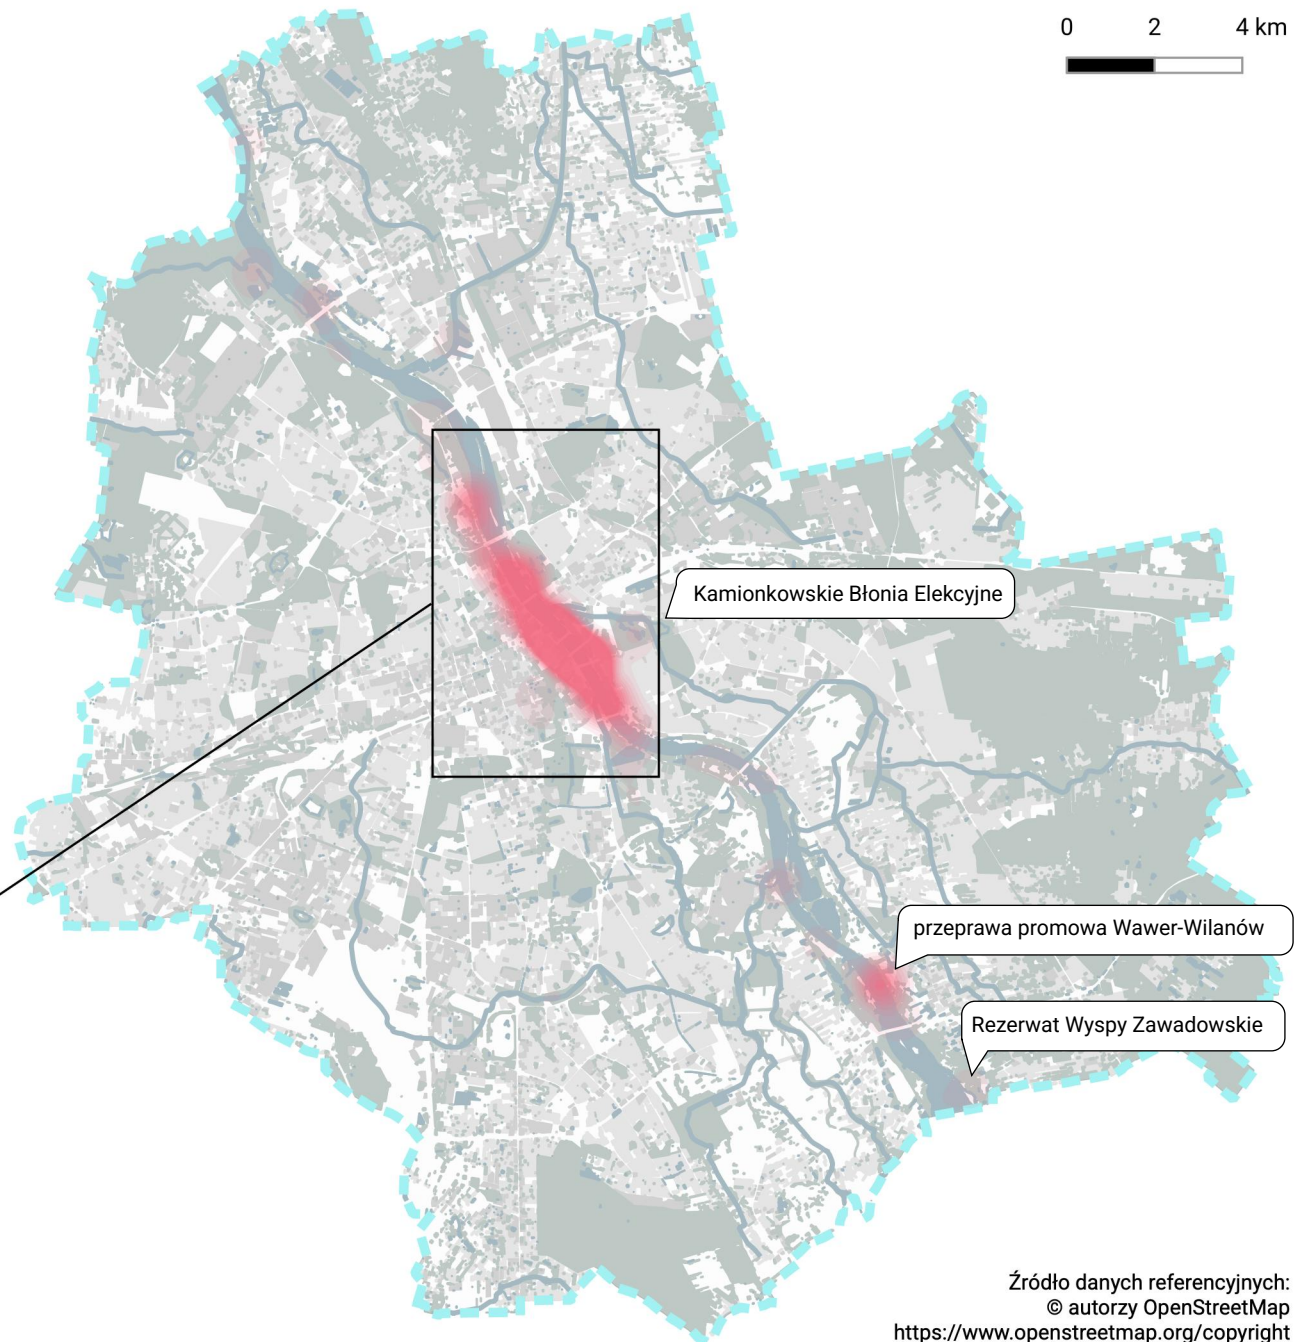 0 2 4 km
Kamionkowskie Błonia Elekcyjne
przeprawa promowa Wawer-Wilanów
Rezerwat Wyspy Zawadowskie
Źródło danych referencyjnych:
© autorzy OpenStreetMap
https://www.openstreetmap.org/copyright